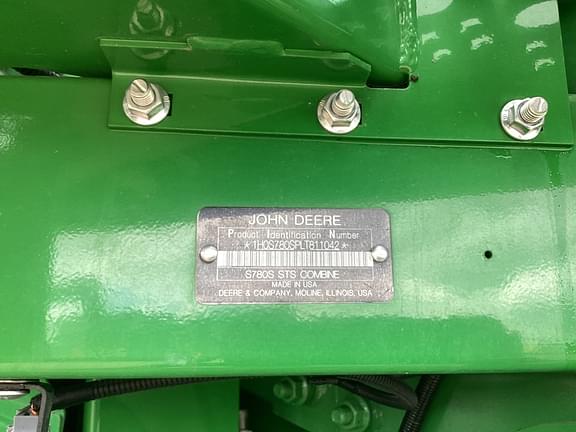 JOHN DEERE
Product Identification Number
*1H0S780SPLT811042*
S780S STS COMBINE
MADE IN USA
DEERE & COMPANY, MOLINE, ILLINOIS, USA